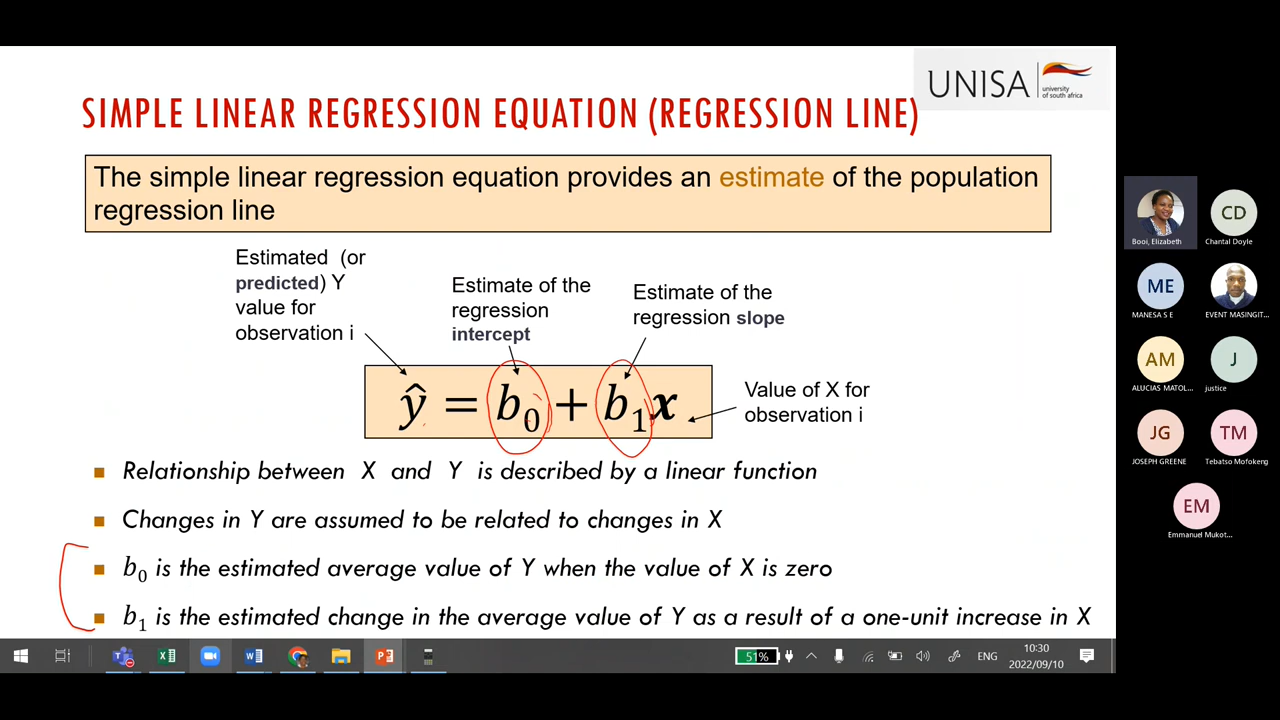 UNISA
university
of south africa
SIMPLE LINEAR REGRESSION EQUATION (REGRESSION LINE)
The simple linear regression equation provides an estimate of the population
regression line
Estimated (or
predicted) Y
value for
observation i
Estimate of the
regression
intercept
Estimate of the
regression slope
ŷ = b₀ + b₁x
Value of X for
observation i
Relationship between X and Y is described by a linear function
Changes in Y are assumed to be related to changes in X
b₀ is the estimated average value of Y when the value of X is zero
b₁ is the estimated change in the average value of Y as a result of a one-unit increase in X
Booi, Elizabeth
CD
Chantal Doyle
ME
MANESA S E
EVENT MASINGIT...
AM
ALUCIAS MATOL...
J
justice
JG
JOSEPH GREENE
TM
Tebatso Mofokeng
EM
Emmanuel Mukot...
51%
ENG
10:30
2022/09/10